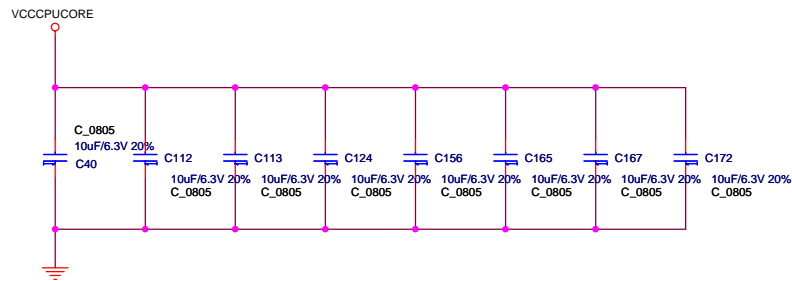 VCCCPUCORE
C_0805
10uF/6.3V 20%
C40
C112
10uF/6.3V 20%
C_0805
C113
10uF/6.3V 20%
C_0805
C124
10uF/6.3V 20%
C_0805
C156
10uF/6.3V 20%
C_0805
C165
10uF/6.3V 20%
C_0805
C167
10uF/6.3V 20%
C_0805
C172
10uF/6.3V 20%
C_0805